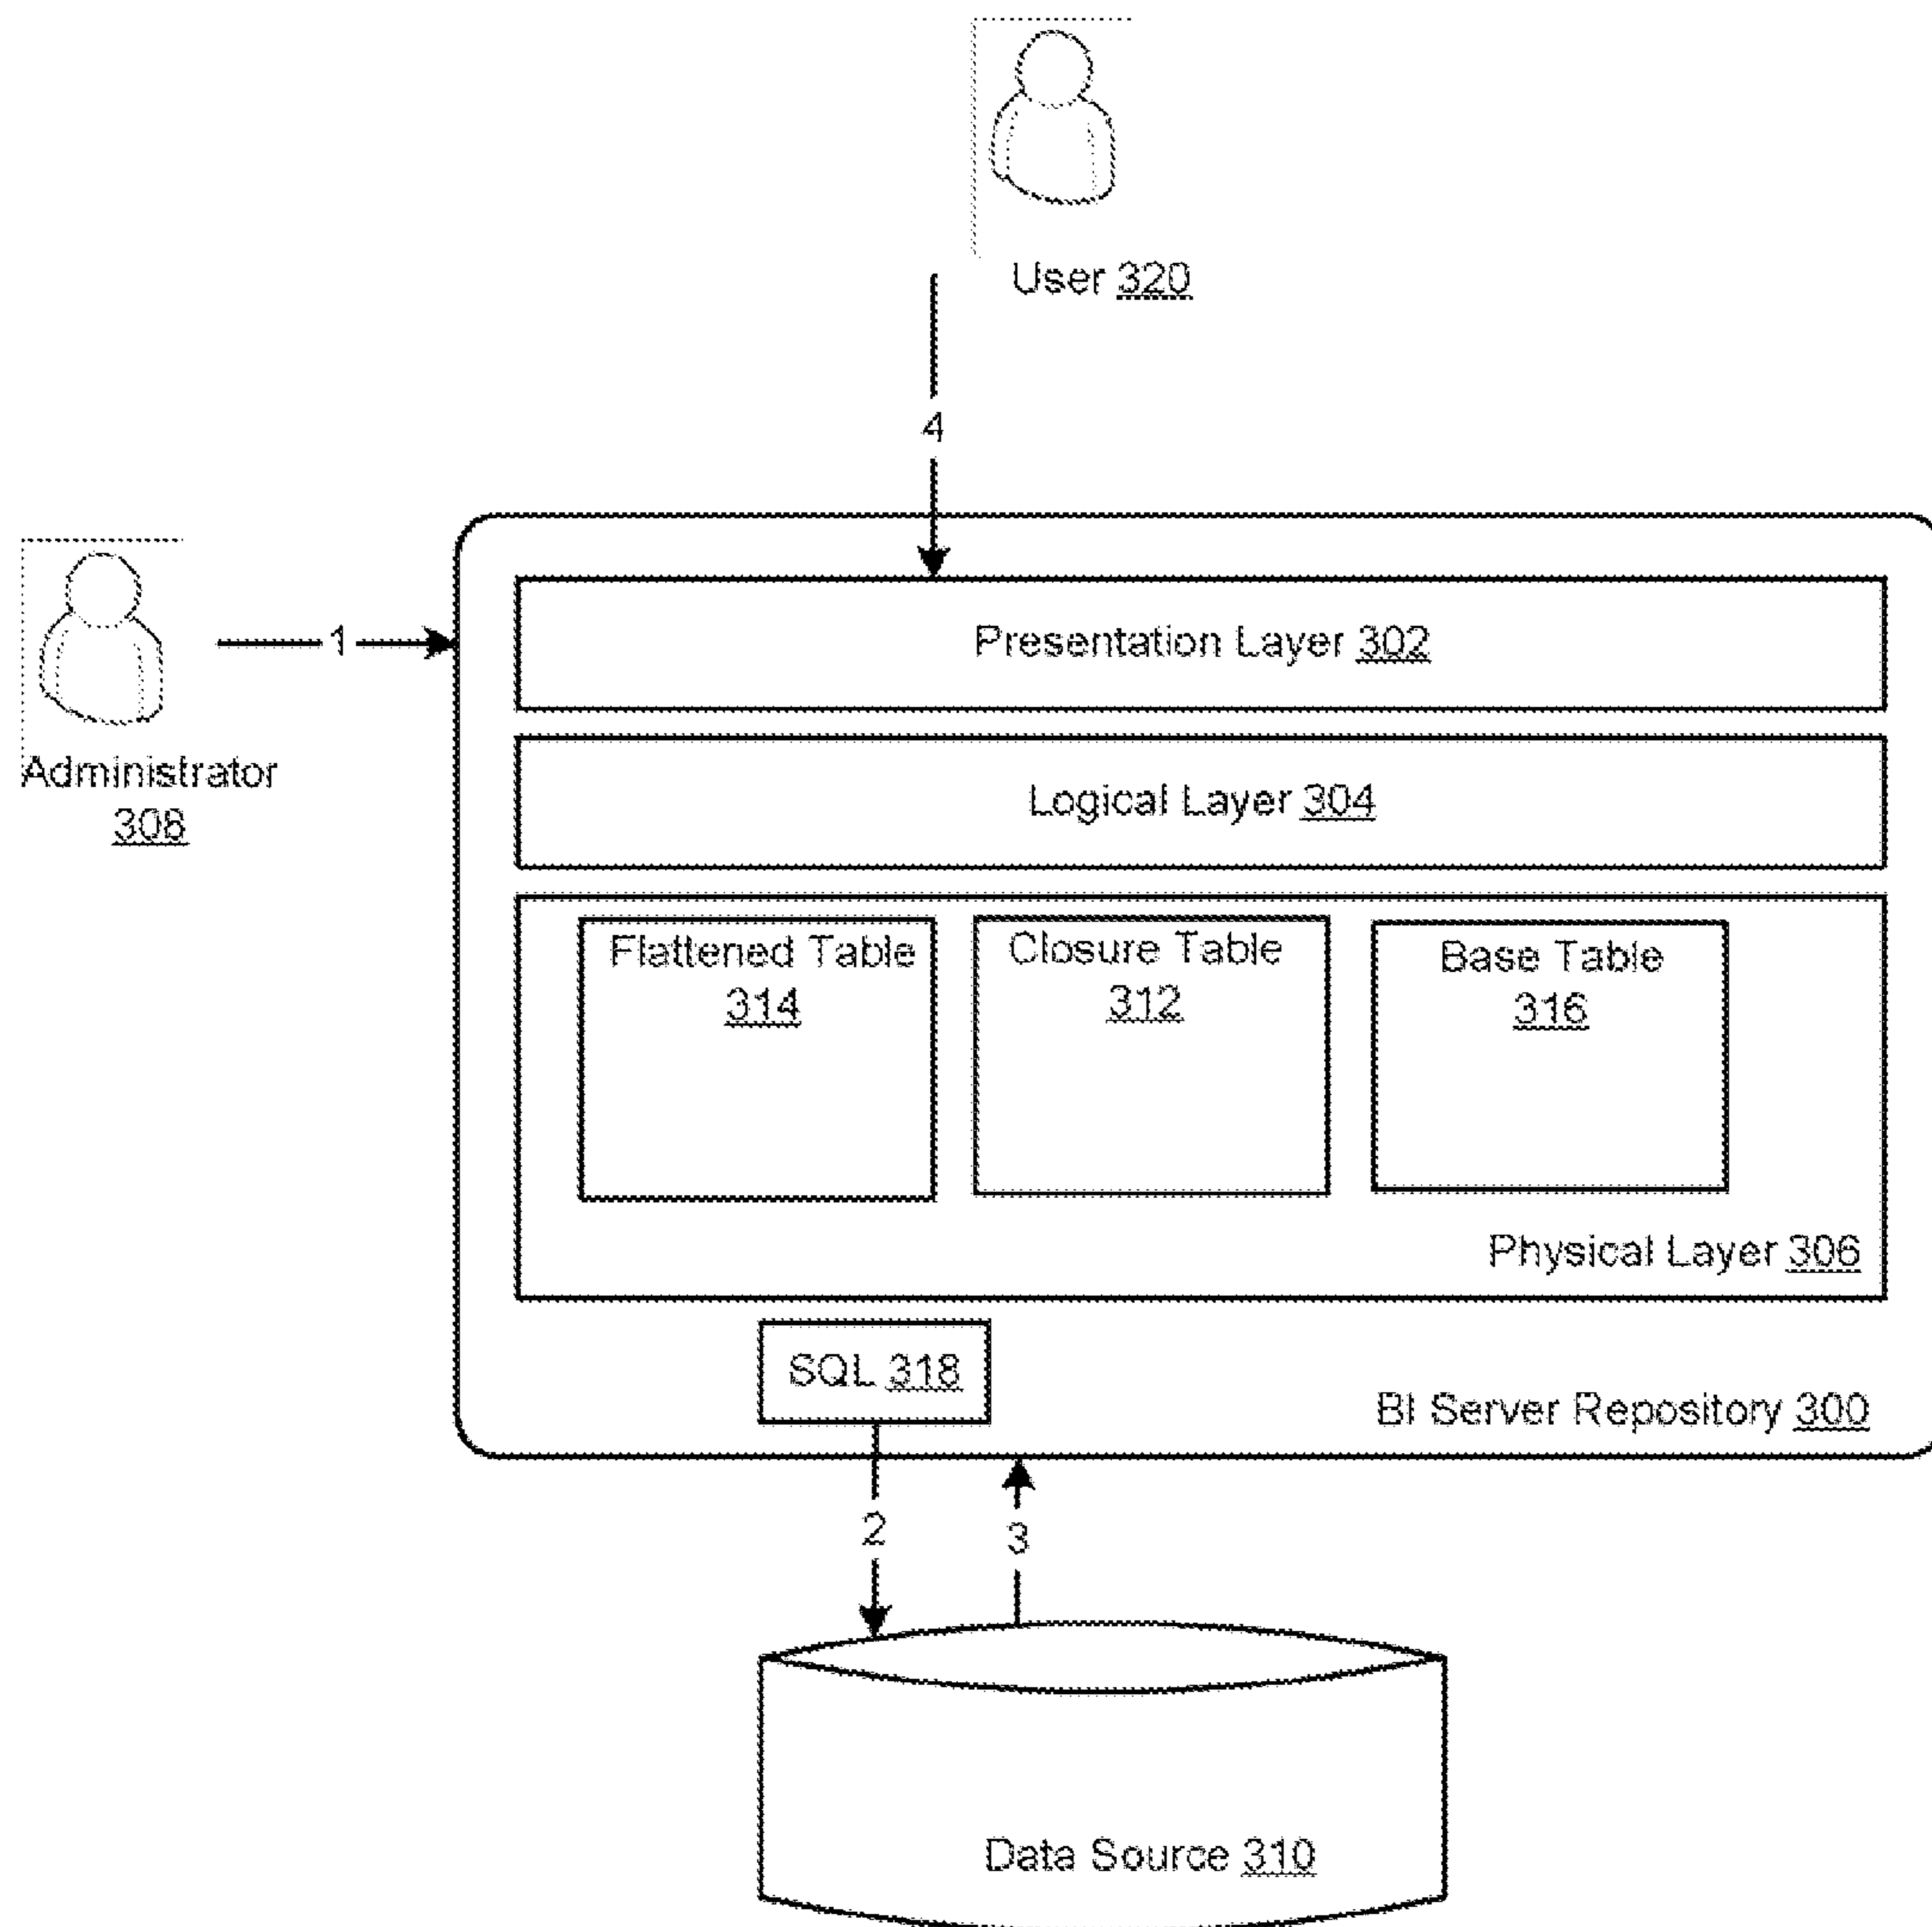 User 320
4
1
Administrator
308
Presentation Layer 302
Logical Layer 304
Flattened Table
314
Closure Table
312
Base Table
316
Physical Layer 306
SQL 318
BI Server Repository 300
2
3
Data Source 310